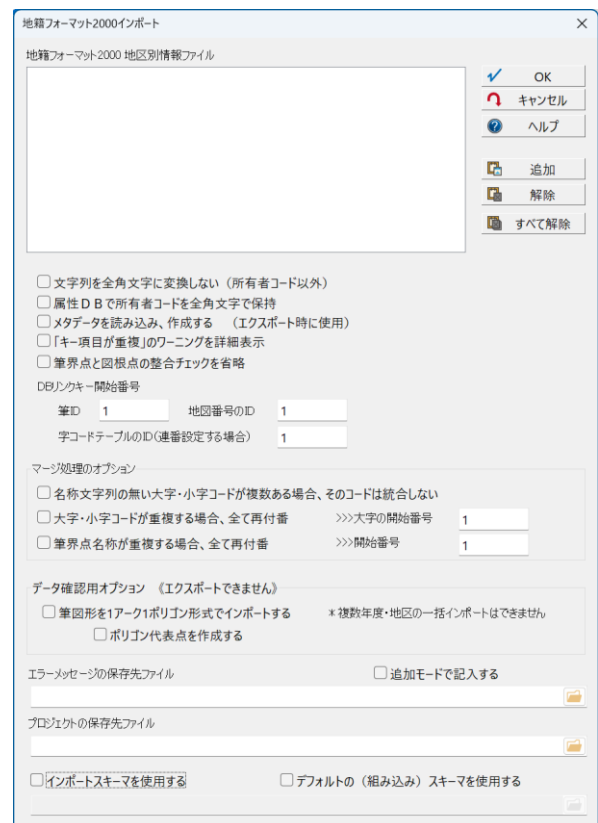 地籍フォーマット2000インポート
地籍フォーマット2000 地区別情報ファイル
OK
キャンセル
ヘルプ
追加
解除
すべて解除
文字列を全角文字に変換しない（所有者コード以外）
属性ＤＢで所有者コードを全角文字で保持
メタデータを読み込み、作成する　（エクスポート時に使用）
「キー項目が重複」のワーニングを詳細表示
筆界点と図根点の整合チェックを省略
DBリンクキー開始番号
筆ID 1 地図番号のID 1
字コードテーブルのID(連番設定する場合) 1
マージ処理のオプション
名称文字列の無い大字・小字コードが複数ある場合、そのコードは統合しない
大字・小字コードが重複する場合、全て再付番 >>>大字の開始番号 1
筆界点名称が重複する場合、全て再付番 >>>開始番号 1
データ確認用オプション 《エクスポートできません》
筆図形を1アーク1ポリゴン形式でインポートする ＊複数年度・地区の一括インポートはできません
ポリゴン代表点を作成する
エラーメッセージの保存先ファイル 追加モードで記入する
プロジェクトの保存先ファイル
インポートスキーマを使用する デフォルトの（組み込み）スキーマを使用する